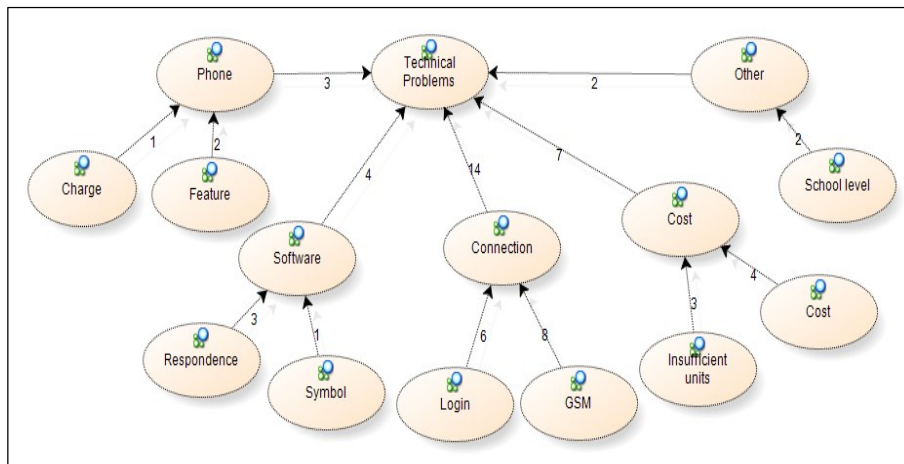 Phone
3
Technical
Problems
2
Other
1
2
2
Charge
Feature
4
14
7
School level
Software
Connection
Cost
3
1
6
8
3
4
Cost
Respondence
Symbol
Login
GSM
Insufficient
units